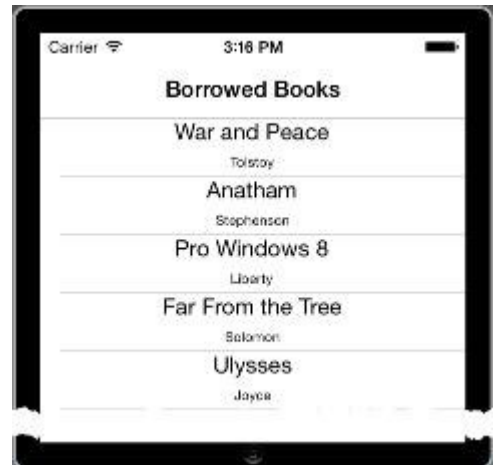 Carrier 3:16 PM
Borrowed Books
War and Peace
Tolstoy
Anatham
Stephenson
Pro Windows 8
Liberty
Far From the Tree
Solomon
Ulysses
Joyce